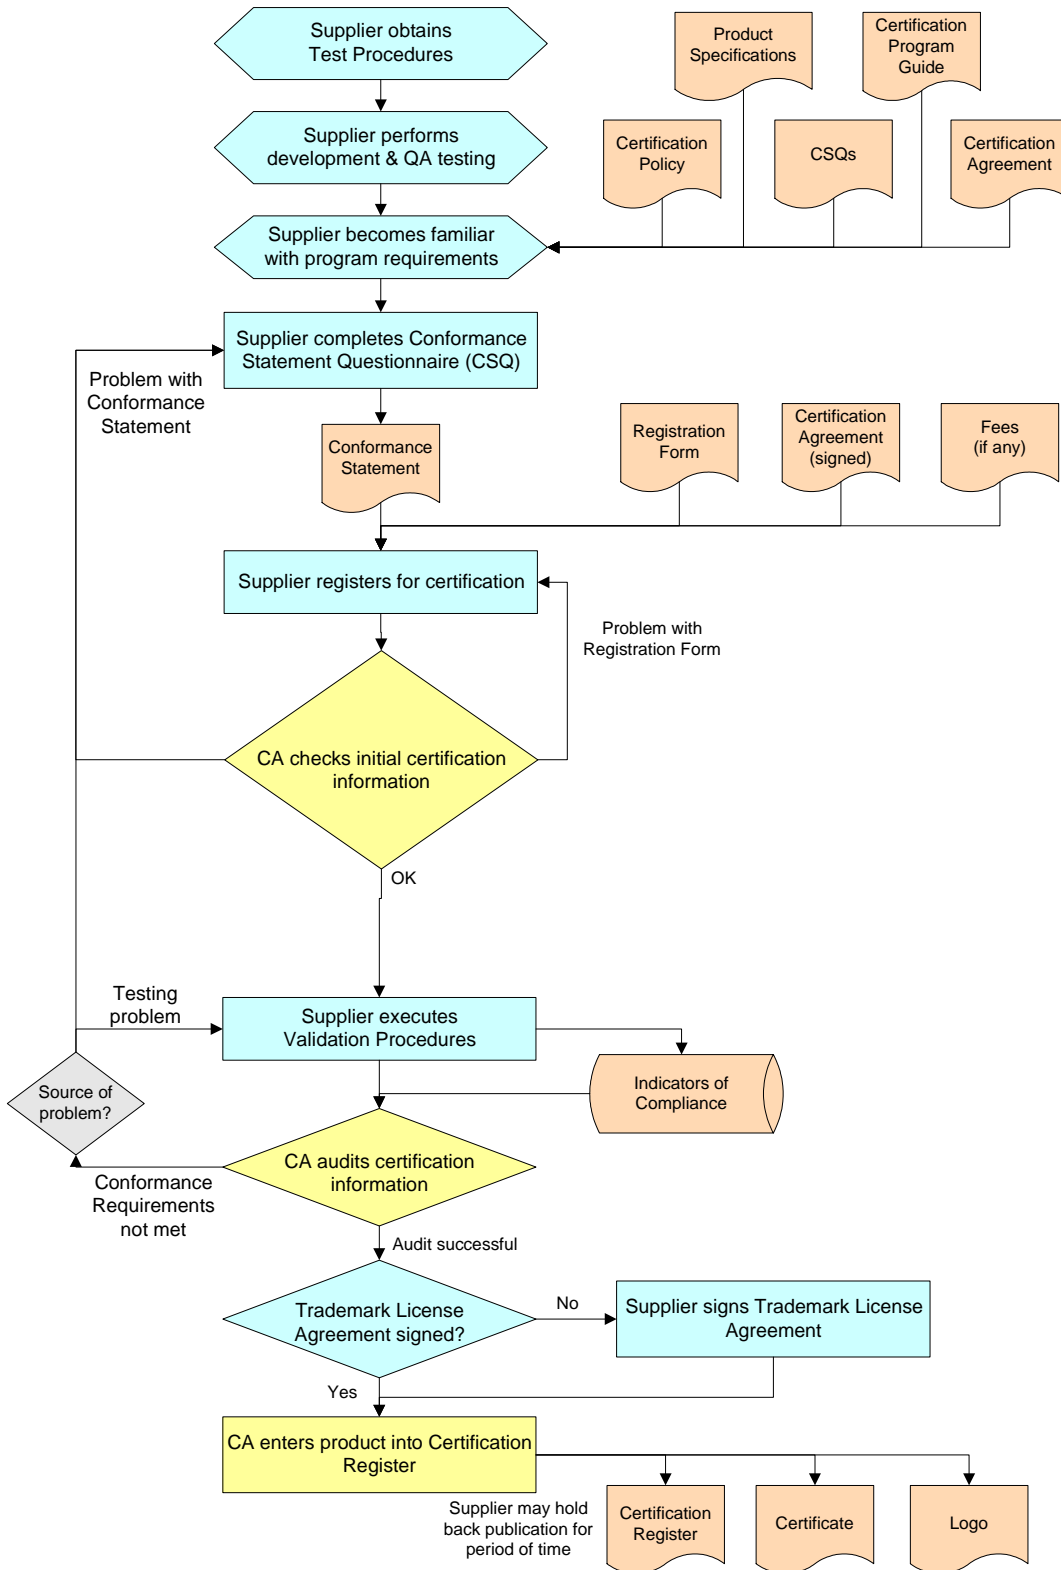 Supplier obtains
Test Procedures
Product
Specifications
Certification
Program
Guide
Supplier performs
development & QA testing
Certification
Policy
CSQs
Certification
Agreement
Supplier becomes familiar
with program requirements
Supplier completes Conformance
Statement Questionnaire (CSQ)
Problem with
Conformance
Statement
Conformance
Statement
Registration
Form
Certification
Agreement
(signed)
Fees
(if any)
Supplier registers for certification
Problem with
Registration Form
CA checks initial certification
information
OK
Testing
problem
Supplier executes
Validation Procedures
Source of
problem?
Indicators of
Compliance
CA audits certification
information
Conformance
Requirements
not met
Audit successful
Trademark License
Agreement signed?
No
Supplier signs Trademark License
Agreement
Yes
CA enters product into Certification
Register
Supplier may hold
back publication for
period of time
Certification
Register
Certificate
Logo